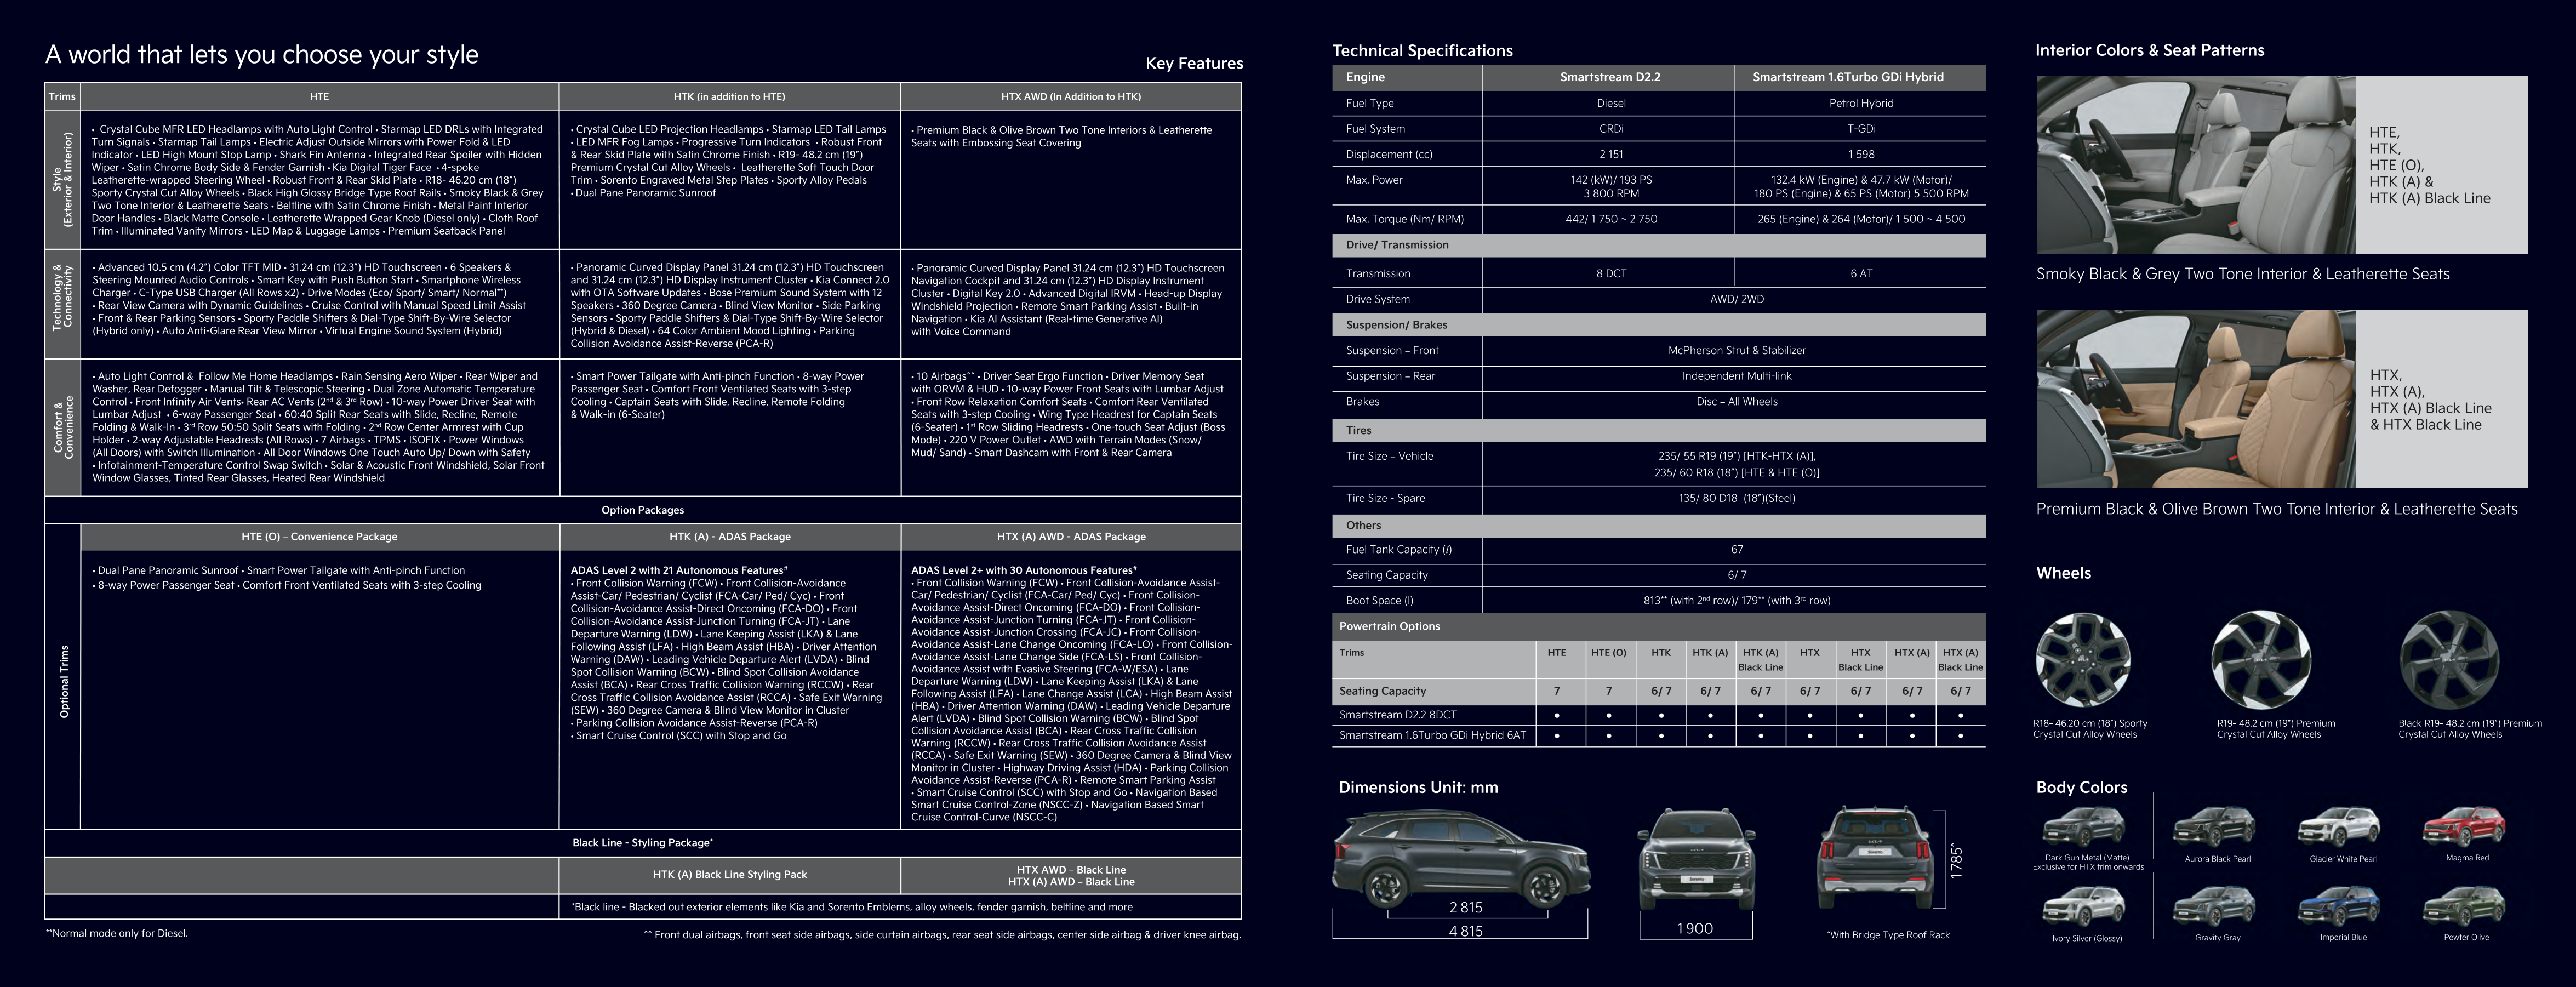 A world that lets you choose your style
Key Features
Trims
HTE
HTK (in addition to HTE)
HTX AWD (In Addition to HTK)
Style
(Exterior & Interior)
• Crystal Cube MFR LED Headlamps with Auto Light Control • Starmap LED DRLs with Integrated
Turn Signals • Starmap Tail Lamps • Electric Adjust Outside Mirrors with Power Fold & LED
Indicator • LED High Mount Stop Lamp • Shark Fin Antenna • Integrated Rear Spoiler with Hidden
Wiper • Satin Chrome Body Side & Fender Garnish • Kia Digital Tiger Face • 4-spoke
Leatherette-wrapped Steering Wheel • Robust Front & Rear Skid Plate • R18- 46.20 cm (18”)
Sporty Crystal Cut Alloy Wheels • Black High Glossy Bridge Type Roof Rails • Smoky Black & Grey
Two Tone Interior & Leatherette Seats • Beltline with Satin Chrome Finish • Metal Paint Interior
Door Handles • Black Matte Console • Leatherette Wrapped Gear Knob (Diesel only) • Cloth Roof
Trim • Illuminated Vanity Mirrors • LED Map & Luggage Lamps • Premium Seatback Panel
• Crystal Cube LED Projection Headlamps • Starmap LED Tail Lamps
• LED MFR Fog Lamps • Progressive Turn Indicators • Robust Front
& Rear Skid Plate with Satin Chrome Finish • R19- 48.2 cm (19”)
Premium Crystal Cut Alloy Wheels • Leatherette Soft Touch Door
Trim • Sorento Engraved Metal Step Plates • Sporty Alloy Pedals
• Dual Pane Panoramic Sunroof
• Premium Black & Olive Brown Two Tone Interiors & Leatherette
Seats with Embossing Seat Covering
Technology &
Connectivity
• Advanced 10.5 cm (4.2”) Color TFT MID • 31.24 cm (12.3”) HD Touchscreen • 6 Speakers &
Steering Mounted Audio Controls • Smart Key with Push Button Start • Smartphone Wireless
Charger • C-Type USB Charger (All Rows x2) • Drive Modes (Eco/ Sport/ Smart/ Normal**)
• Rear View Camera with Dynamic Guidelines • Cruise Control with Manual Speed Limit Assist
• Front & Rear Parking Sensors • Sporty Paddle Shifters & Dial-Type Shift-By-Wire Selector
(Hybrid only) • Auto Anti-Glare Rear View Mirror • Virtual Engine Sound System (Hybrid)
• Panoramic Curved Display Panel 31.24 cm (12.3”) HD Touchscreen
and 31.24 cm (12.3”) HD Display Instrument Cluster • Kia Connect 2.0
with OTA Software Updates • Bose Premium Sound System with 12
Speakers • 360 Degree Camera • Blind View Monitor • Side Parking
Sensors • Sporty Paddle Shifters & Dial-Type Shift-By-Wire Selector
(Hybrid & Diesel) • 64 Color Ambient Mood Lighting • Parking
Collision Avoidance Assist-Reverse (PCA-R)
• Panoramic Curved Display Panel 31.24 cm (12.3”) HD Touchscreen
Navigation Cockpit and 31.24 cm (12.3”) HD Display Instrument
Cluster • Digital Key 2.0 • Advanced Digital IRVM • Head-up Display
Windshield Projection • Remote Smart Parking Assist • Built-in
Navigation • Kia AI Assistant (Real-time Generative AI)
with Voice Command
Comfort &
Convenience
• Auto Light Control & Follow Me Home Headlamps • Rain Sensing Aero Wiper • Rear Wiper and
Washer, Rear Defogger • Manual Tilt & Telescopic Steering • Dual Zone Automatic Temperature
Control • Front Infinity Air Vents• Rear AC Vents (2nd & 3rd Row) • 10-way Power Driver Seat with
Lumbar Adjust • 6-way Passenger Seat • 60:40 Split Rear Seats with Slide, Recline, Remote
Folding & Walk-In • 3rd Row 50:50 Split Seats with Folding • 2nd Row Center Armrest with Cup
Holder • 2-way Adjustable Headrests (All Rows) • 7 Airbags • TPMS • ISOFIX • Power Windows
(All Doors) with Switch Illumination • All Door Windows One Touch Auto Up/ Down with Safety
• Infotainment-Temperature Control Swap Switch • Solar & Acoustic Front Windshield, Solar Front
Window Glasses, Tinted Rear Glasses, Heated Rear Windshield
• Smart Power Tailgate with Anti-pinch Function • 8-way Power
Passenger Seat • Comfort Front Ventilated Seats with 3-step
Cooling • Captain Seats with Slide, Recline, Remote Folding
& Walk-in (6-Seater)
• 10 Airbags^^ • Driver Seat Ergo Function • Driver Memory Seat
with ORVM & HUD • 10-way Power Front Seats with Lumbar Adjust
• Front Row Relaxation Comfort Seats • Comfort Rear Ventilated
Seats with 3-step Cooling • Wing Type Headrest for Captain Seats
(6-Seater) • 1st Row Sliding Headrests • One-touch Seat Adjust (Boss
Mode) • 220 V Power Outlet • AWD with Terrain Modes (Snow/
Mud/ Sand) • Smart Dashcam with Front & Rear Camera
Option Packages
Optional Trims
HTE (O) – Convenience Package
HTK (A) - ADAS Package
HTX (A) AWD - ADAS Package
• Dual Pane Panoramic Sunroof • Smart Power Tailgate with Anti-pinch Function
• 8-way Power Passenger Seat • Comfort Front Ventilated Seats with 3-step Cooling
ADAS Level 2 with 21 Autonomous Features#
• Front Collision Warning (FCW) • Front Collision-Avoidance
Assist-Car/ Pedestrian/ Cyclist (FCA-Car/ Ped/ Cyc) • Front
Collision-Avoidance Assist-Direct Oncoming (FCA-DO) • Front
Collision-Avoidance Assist-Junction Turning (FCA-JT) • Lane
Departure Warning (LDW) • Lane Keeping Assist (LKA) & Lane
Following Assist (LFA) • High Beam Assist (HBA) • Driver Attention
Warning (DAW) • Leading Vehicle Departure Alert (LVDA) • Blind
Spot Collision Warning (BCW) • Blind Spot Collision Avoidance
Assist (BCA) • Rear Cross Traffic Collision Warning (RCCW) • Rear
Cross Traffic Collision Avoidance Assist (RCCA) • Safe Exit Warning
(SEW) • 360 Degree Camera & Blind View Monitor in Cluster
• Parking Collision Avoidance Assist-Reverse (PCA-R)
• Smart Cruise Control (SCC) with Stop and Go
ADAS Level 2+ with 30 Autonomous Features#
• Front Collision Warning (FCW) • Front Collision-Avoidance Assist-
Car/ Pedestrian/ Cyclist (FCA-Car/ Ped/ Cyc) • Front Collision-
Avoidance Assist-Direct Oncoming (FCA-DO) • Front Collision-
Avoidance Assist-Junction Turning (FCA-JT) • Front Collision-
Avoidance Assist-Junction Crossing (FCA-JC) • Front Collision-
Avoidance Assist-Lane Change Oncoming (FCA-LO) • Front Collision-
Avoidance Assist-Lane Change Side (FCA-LS) • Front Collision-
Avoidance Assist with Evasive Steering (FCA-W/ESA) • Lane
Departure Warning (LDW) • Lane Keeping Assist (LKA) & Lane
Following Assist (LFA) • Lane Change Assist (LCA) • High Beam Assist
(HBA) • Driver Attention Warning (DAW) • Leading Vehicle Departure
Alert (LVDA) • Blind Spot Collision Warning (BCW) • Blind Spot
Collision Avoidance Assist (BCA) • Rear Cross Traffic Collision
Warning (RCCW) • Rear Cross Traffic Collision Avoidance Assist
(RCCA) • Safe Exit Warning (SEW) • 360 Degree Camera & Blind View
Monitor in Cluster • Highway Driving Assist (HDA) • Parking Collision
Avoidance Assist-Reverse (PCA-R) • Remote Smart Parking Assist
• Smart Cruise Control (SCC) with Stop and Go • Navigation Based
Smart Cruise Control-Zone (NSCC-Z) • Navigation Based Smart
Cruise Control-Curve (NSCC-C)
Black Line - Styling Package*
HTK (A) Black Line Styling Pack
HTX AWD – Black Line
HTX (A) AWD – Black Line
*Black line - Blacked out exterior elements like Kia and Sorento Emblems, alloy wheels, fender garnish, beltline and more
**Normal mode only for Diesel.
^^ Front dual airbags, front seat side airbags, side curtain airbags, rear seat side airbags, center side airbag & driver knee airbag.
Technical Specifications
Engine Smartstream D2.2 Smartstream 1.6Turbo GDi Hybrid
Fuel Type Diesel Petrol Hybrid
Fuel System CRDi T-GDi
Displacement (cc) 2 151 1 598
Max. Power 142 (kW)/ 193 PS 132.4 kW (Engine) & 47.7 kW (Motor)/
3 800 RPM 180 PS (Engine) & 65 PS (Motor) 5 500 RPM
Max. Torque (Nm/ RPM) 442/ 1 750 ~ 2 750 265 (Engine) & 264 (Motor)/ 1 500 ~ 4 500
Drive/ Transmission
Transmission 8 DCT 6 AT
Drive System AWD/ 2WD
Suspension/ Brakes
Suspension – Front McPherson Strut & Stabilizer
Suspension – Rear Independent Multi-link
Brakes Disc – All Wheels
Tires
Tire Size – Vehicle 235/ 55 R19 (19”) [HTK-HTX (A)],
235/ 60 R18 (18”) [HTE & HTE (O)]
Tire Size - Spare 135/ 80 D18 (18”)(Steel)
Others
Fuel Tank Capacity (l) 67
Seating Capacity 6/ 7
Boot Space (l) 813** (with 2nd row)/ 179** (with 3rd row)
Powertrain Options
Trims HTE HTE (O) HTK HTK (A) HTK (A) HTX HTX HTX (A) HTX (A)
Black Line Black Line Black Line
Seating Capacity 7 7 6/ 7 6/ 7 6/ 7 6/ 7 6/ 7 6/ 7 6/ 7
Smartstream D2.2 8DCT • • • • • • • • •
Smartstream 1.6Turbo GDi Hybrid 6AT • • • • • • • • •
Dimensions Unit: mm
2 815
4 815
1 900
Sorento
1 785^
^With Bridge Type Roof Rack
Interior Colors & Seat Patterns
HTE,
HTK,
HTE (O),
HTK (A) &
HTK (A) Black Line
Smoky Black & Grey Two Tone Interior & Leatherette Seats
HTX,
HTX (A),
HTX (A) Black Line
& HTX Black Line
Premium Black & Olive Brown Two Tone Interior & Leatherette Seats
Wheels
R18- 46.20 cm (18”) Sporty
Crystal Cut Alloy Wheels
R19- 48.2 cm (19”) Premium
Crystal Cut Alloy Wheels
Black R19- 48.2 cm (19”) Premium
Crystal Cut Alloy Wheels
Body Colors
Dark Gun Metal (Matte)
Exclusive for HTX trim onwards
Aurora Black Pearl
Glacier White Pearl
Magma Red
Ivory Silver (Glossy)
Gravity Gray
Imperial Blue
Pewter Olive